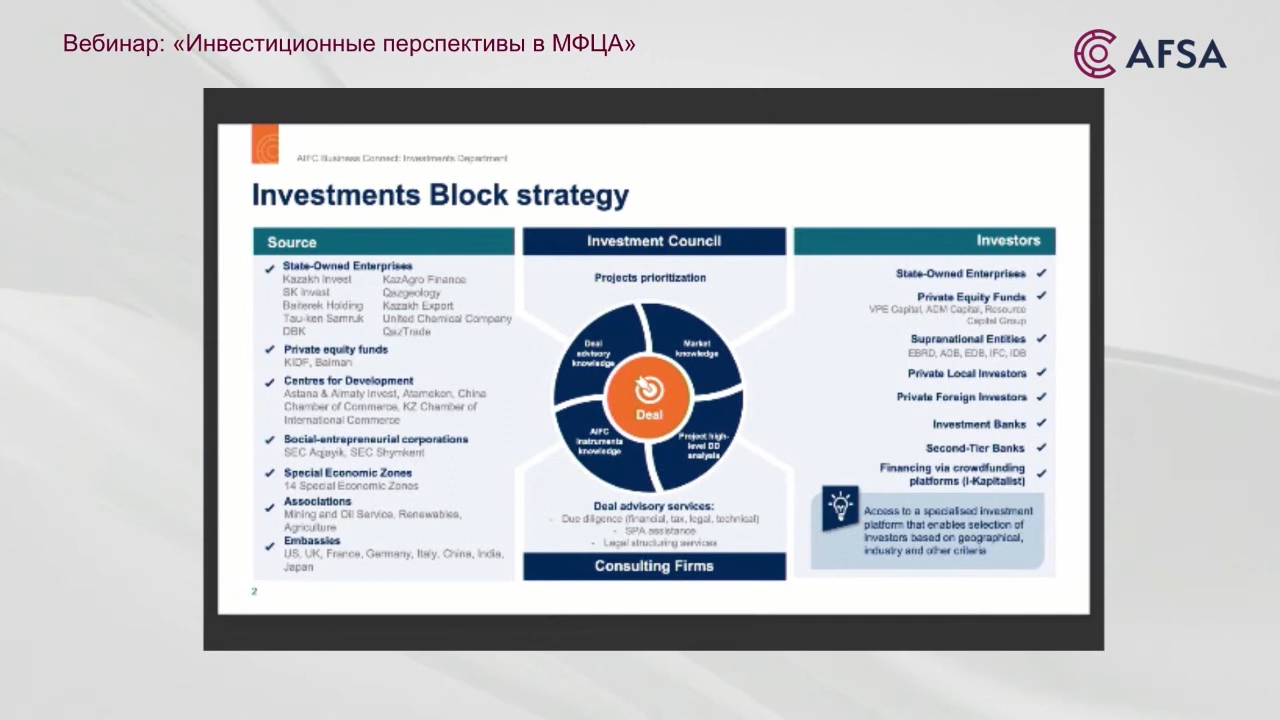 Вебинар: «Инвестиционные перспективы в МФЦА»
AFSA
AIFC Business Connect: Investments Department
Investments Block strategy
Source
State-Owned Enterprises
Kazakh Invest KazAgro Finance
SK Invest Qazgeology
Baiterek Holding Kazakh Export
Tau-ken Samruk United Chemical Company
DBK QazTrade
Private equity funds
KIDF, Baiman
Centres for Development
Astana & Almaty Invest, Atameken, China
Chamber of Commerce, KZ Chamber of
International Commerce
Social-entrepreneurial corporations
SEC Aqjayik, SEC Shymkent
Special Economic Zones
14 Special Economic Zones
Associations
Mining and Oil Service, Renewables,
Agriculture
Embassies
US, UK, France, Germany, Italy, China, India,
Japan
2
Investment Council
Projects prioritization
Deal
advisory
knowledge
Market
knowledge
Deal
AIFC
instruments
knowledge
Project high-
level DD
analysis
Deal advisory services:
- Due diligence (financial, tax, legal, technical)
- SPA assistance
- Legal structuring services
Consulting Firms
Investors
State-Owned Enterprises
Private Equity Funds
VPE Capital, ADM Capital, Resource
Capital Group
Supranational Entities
EBRD, ADB, EDB, IFC, IDB
Private Local Investors
Private Foreign Investors
Investment Banks
Second-Tier Banks
Financing via crowdfunding
platforms (I-Kapitalist)
Access to a specialised investment
platform that enables selection of
investors based on geographical,
industry and other criteria